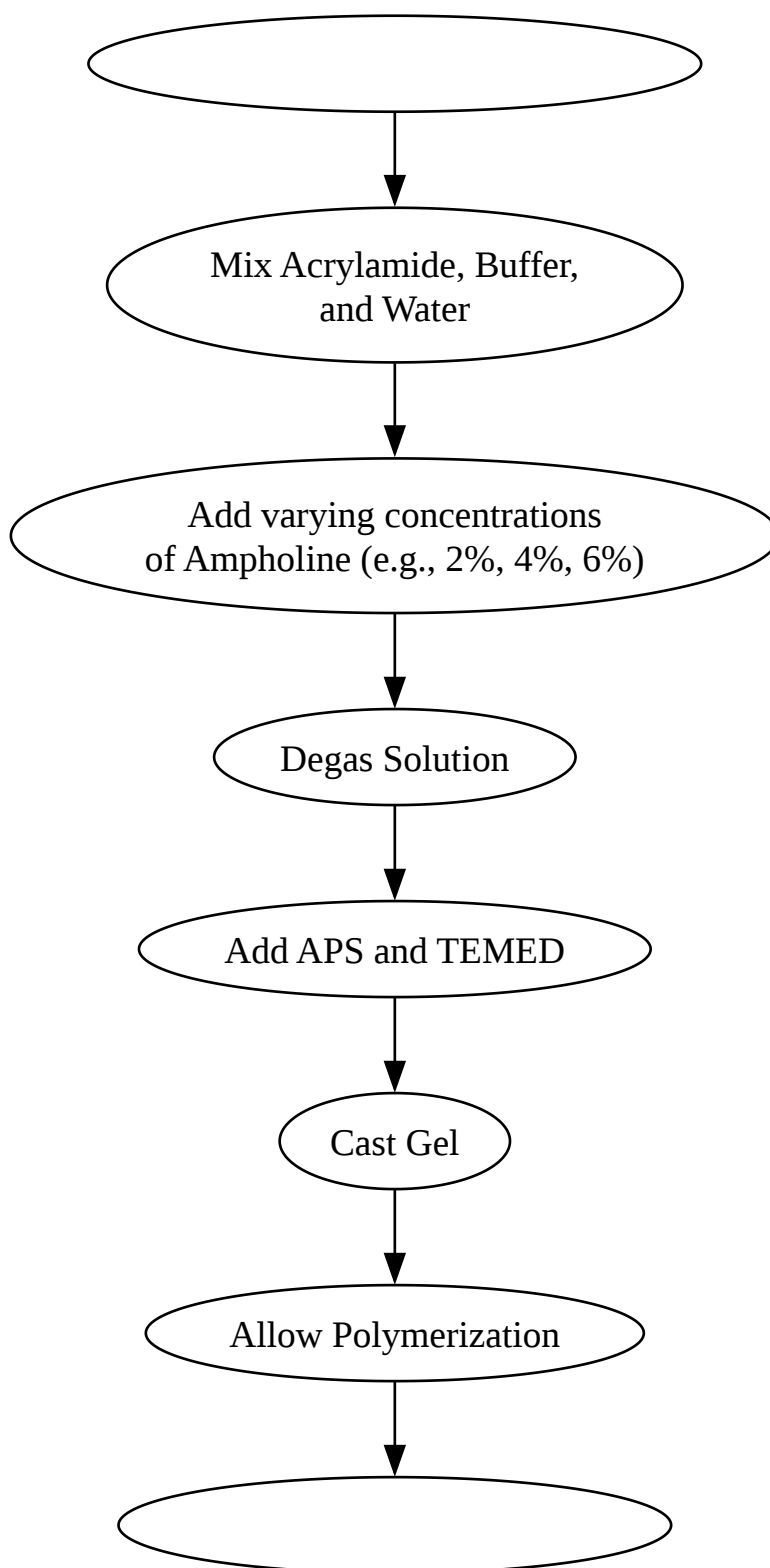 Mix Acrylamide, Buffer,
and Water
Add varying concentrations
of Ampholine (e.g., 2%, 4%, 6%)
Degas Solution
Add APS and TEMED
Cast Gel
Allow Polymerization